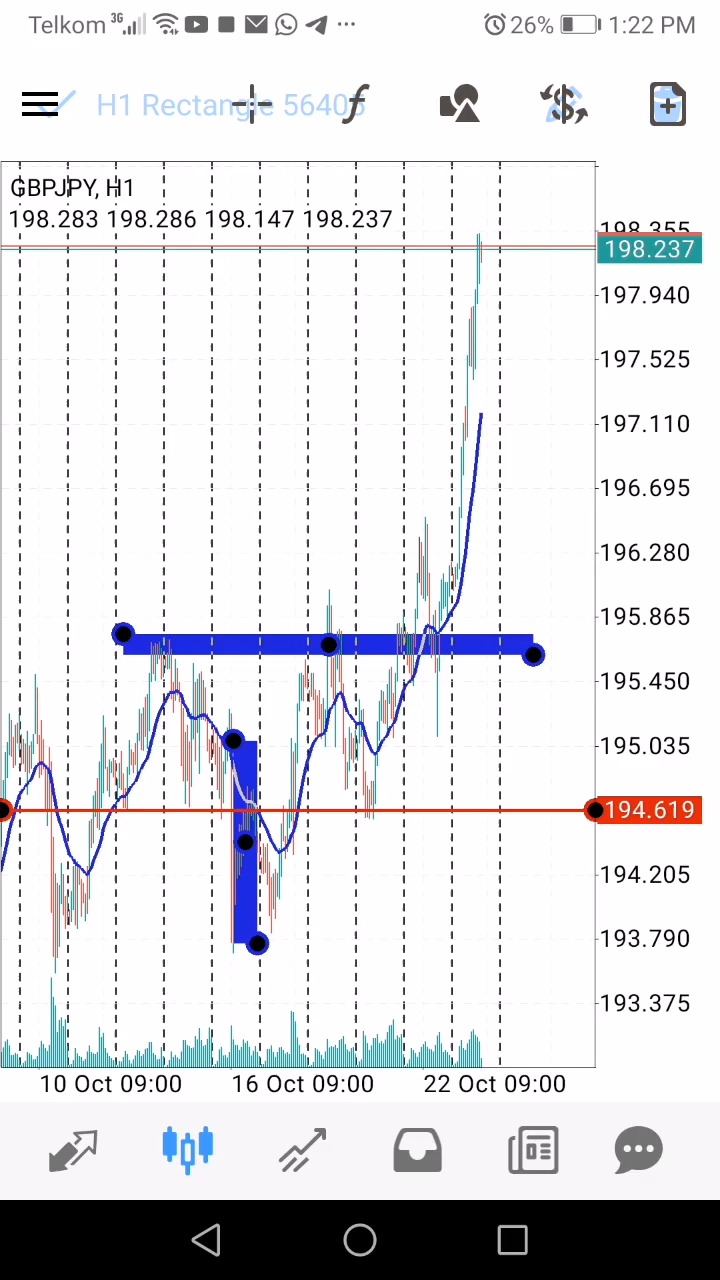 Telkom 3G 26% 1:22 PM
H1 Rectangle 56405
GBPJPY, H1
198.283 198.286 198.147 198.237
198.355
198.237
197.940
197.525
197.110
196.695
196.280
195.865
195.450
195.035
194.619
194.205
193.790
193.375
10 Oct 09:00 16 Oct 09:00 22 Oct 09:00